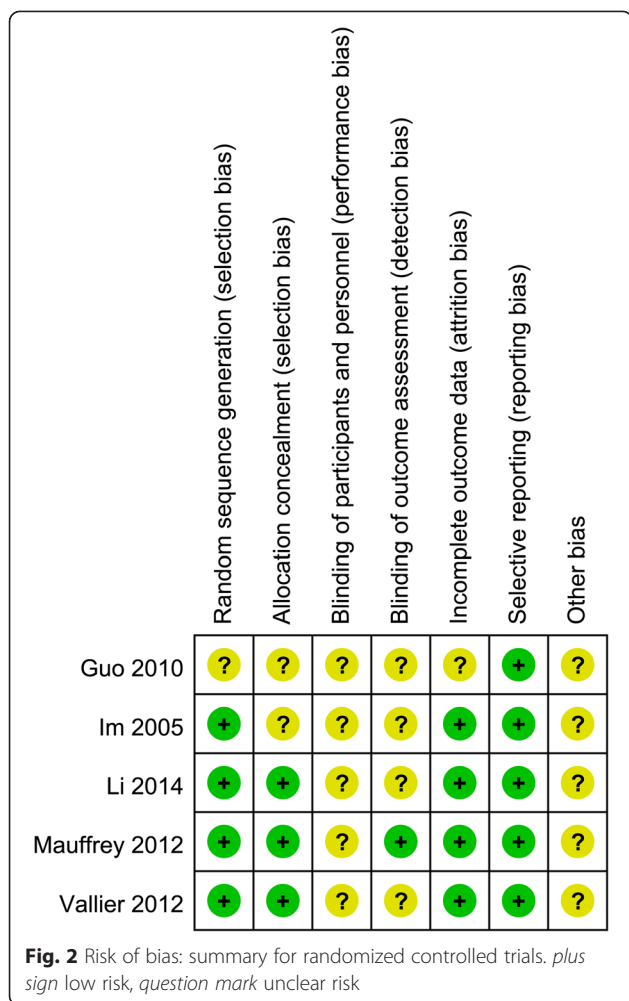 Random sequence generation (selection bias)
Allocation concealment (selection bias)
Blinding of participants and personnel (performance bias)
Blinding of outcome assessment (detection bias)
Incomplete outcome data (attrition bias)
Selective reporting (reporting bias)
Other bias
Guo 2010 ? ? ? ? ? + ?
Im 2005 + ? ? ? + + ?
Li 2014 + + ? ? + + ?
Mauffrey 2012 + + ? + + + ?
Vallier 2012 + + ? ? + + ?
Fig. 2 Risk of bias: summary for randomized controlled trials. plus
sign low risk, question mark unclear risk